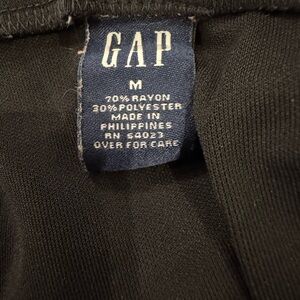 GAP
M
70% RAYON
30% POLYESTER
MADE IN
PHILIPPINES
RN 54023
OVER FOR CARE